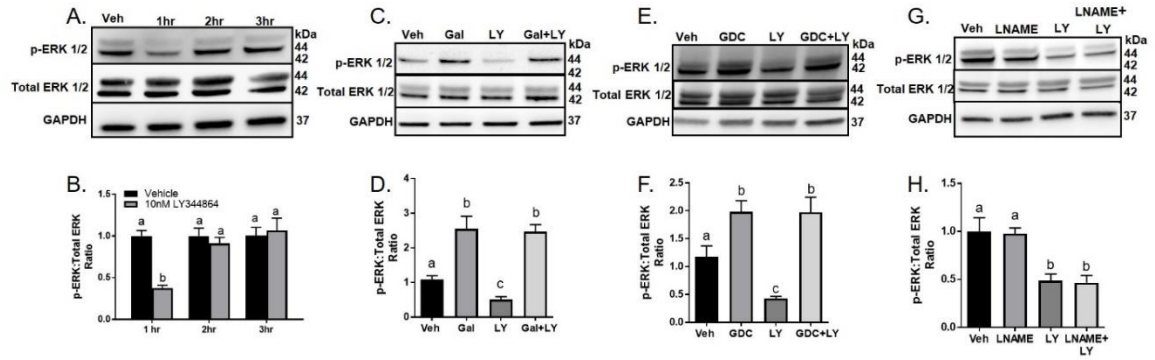 A.
Veh 1hr 2hr 3hr
kDa
p-ERK 1/2 44
42
Total ERK 1/2 44
42
GAPDH 37
B.
Vehicle
10nM LY344864
p-ERK:Total ERK
Ratio
1.5
1.0
0.5
0.0
a b a a a a
1 hr 2hr 3hr
C.
Veh Gal LY Gal+LY
kDa
p-ERK 1/2 44
42
Total ERK 1/2 44
42
GAPDH 37
D.
p-ERK:Total ERK
Ratio
4
3
2
1
0
a b c b
Veh Gal LY Gal+LY
E.
Veh GDC LY GDC+LY
kDa
p-ERK 1/2 44
42
Total ERK 1/2 44
42
GAPDH 37
F.
p-ERK:Total ERK
Ratio
2.5
2.0
1.5
1.0
0.5
0.0
a b c b
Veh GDC LY GDC+LY
G.
LNAME+
Veh LNAME LY LY
kDa
p-ERK 1/2 44
42
Total ERK 1/2 44
42
GAPDH 37
H.
p-ERK:Total ERK
Ratio
1.5
1.0
0.5
0.0
a a b b
Veh LNAME LY LNAME+
LY